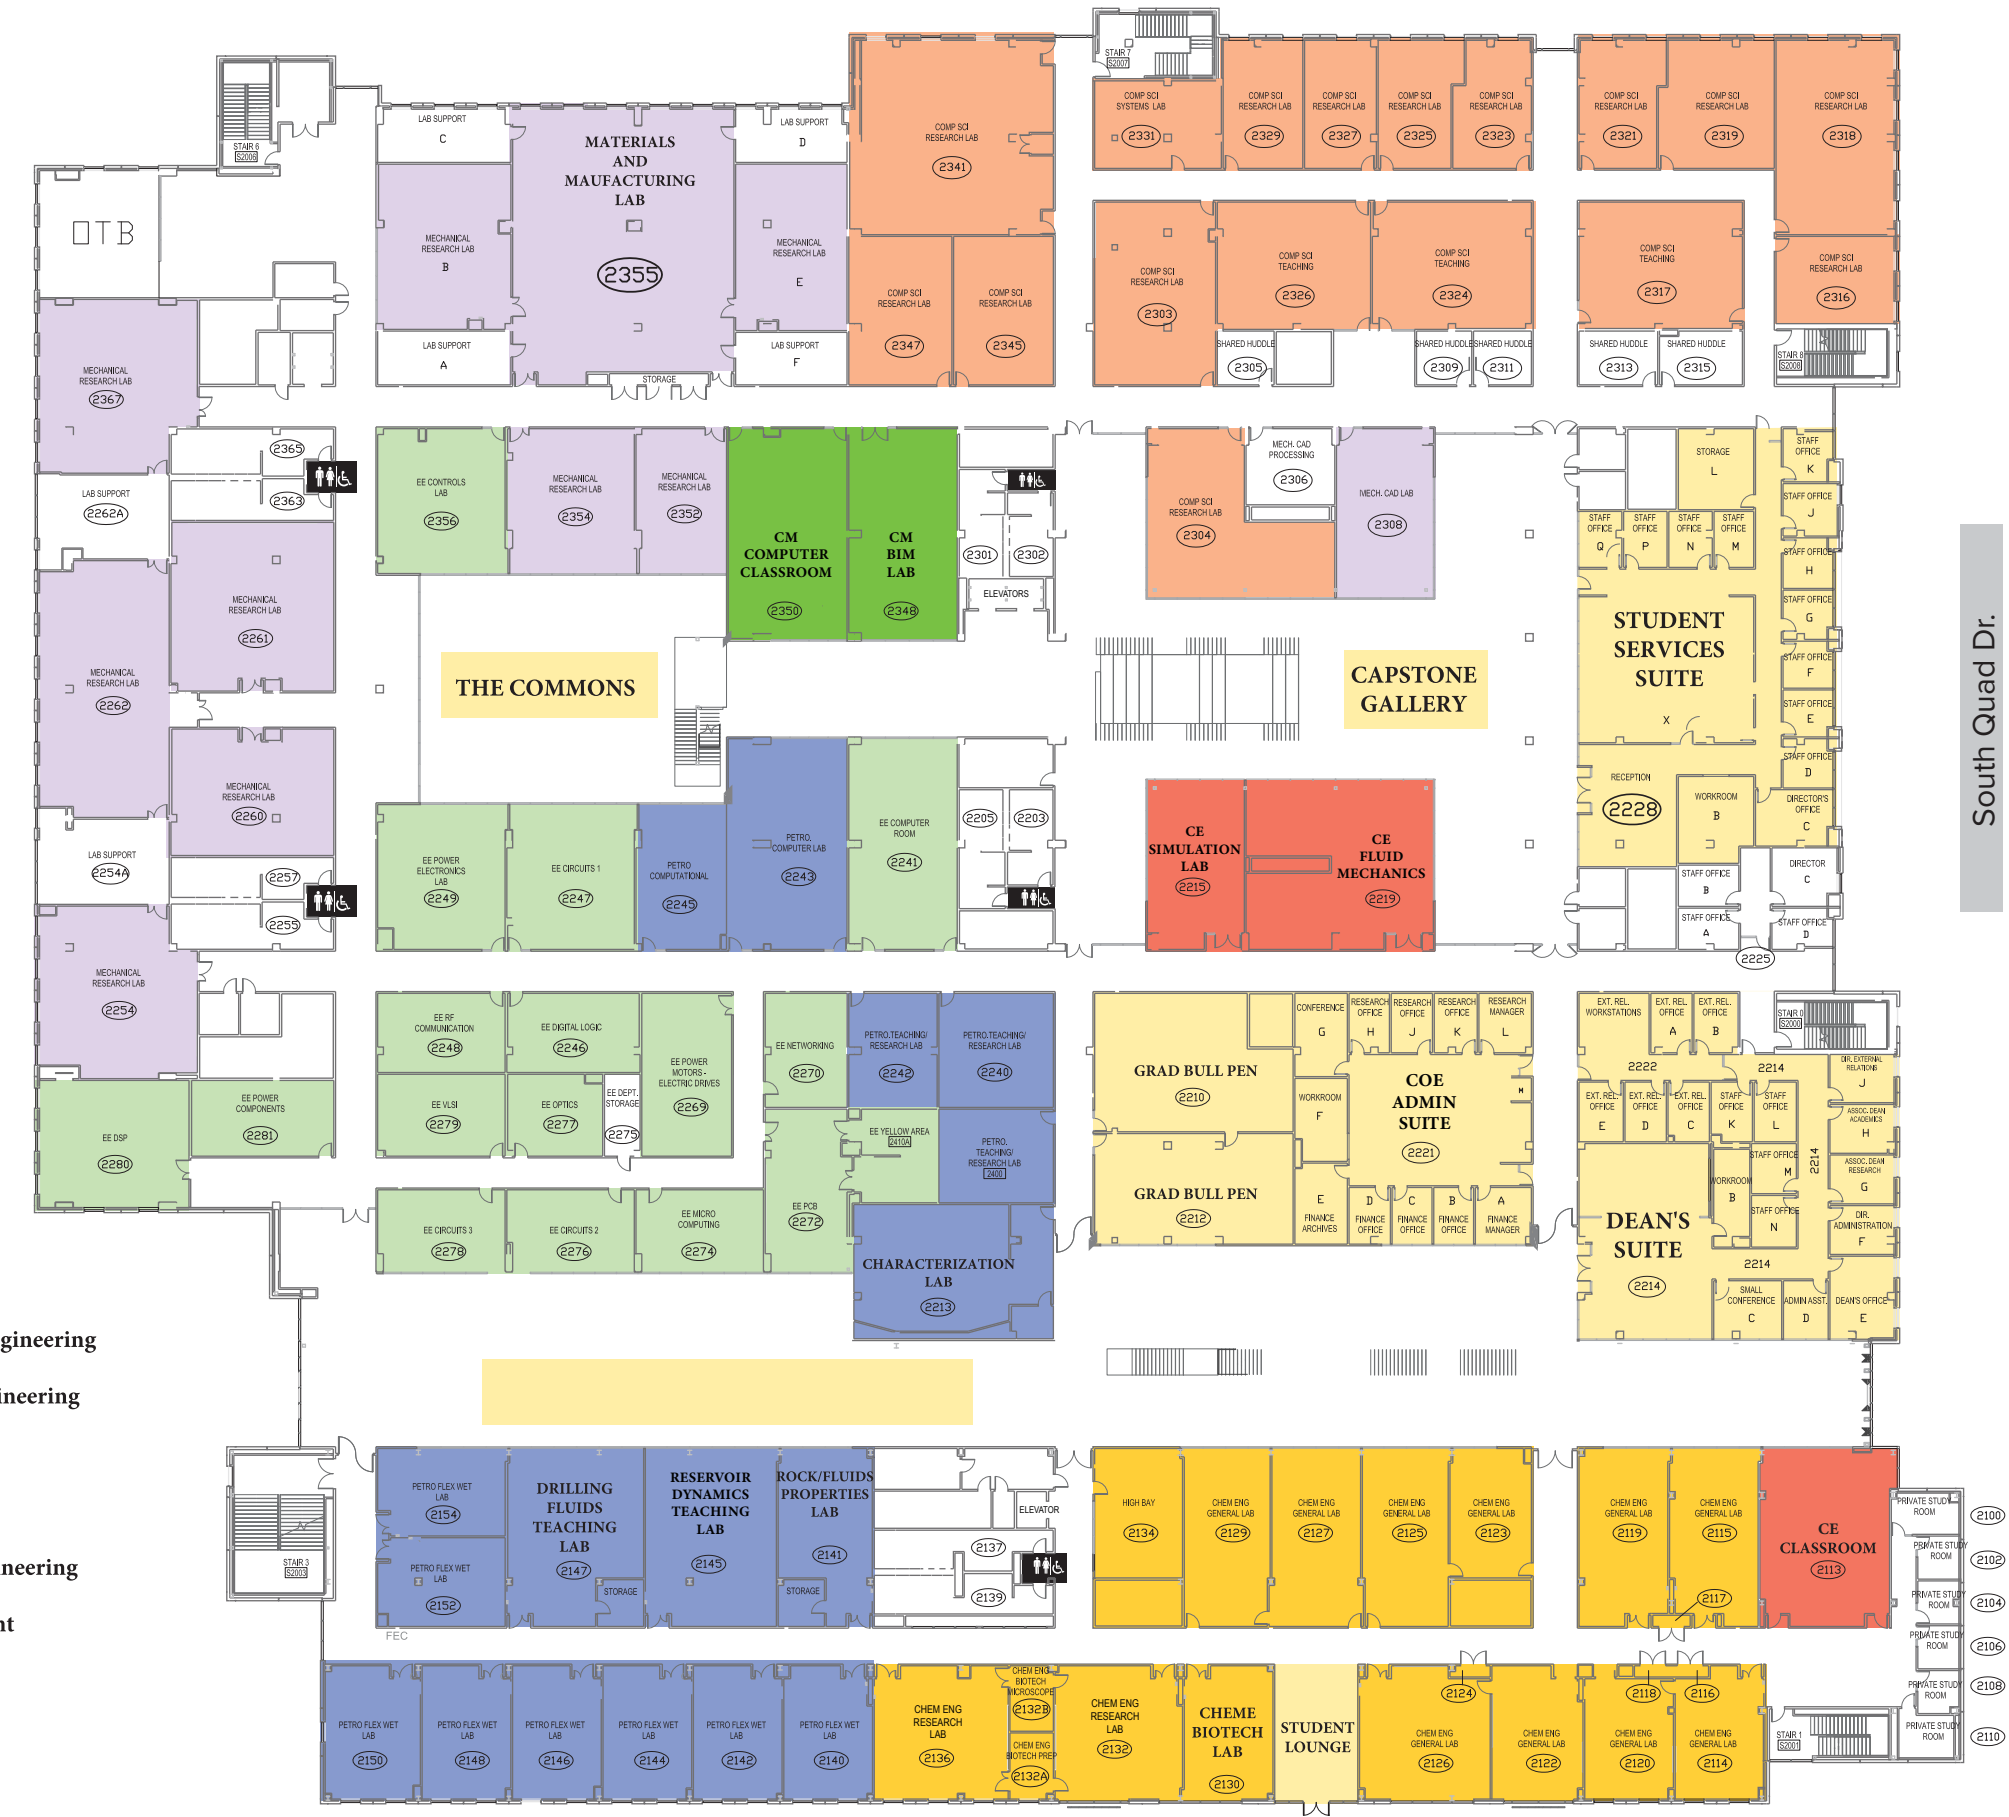 STAIR 7
S2007
COMP SCI
SYSTEMS LAB
2331
COMP SCI
RESEARCH LAB
2329
COMP SCI
RESEARCH LAB
2327
COMP SCI
RESEARCH LAB
2325
COMP SCI
RESEARCH LAB
2323
COMP SCI
RESEARCH LAB
2321
COMP SCI
RESEARCH LAB
2319
COMP SCI
RESEARCH LAB
2318
STAIR 6
S2006
LAB SUPPORT
C
MATERIALS
AND
MAUFACTURING
LAB
2355
LAB SUPPORT
D
COMP SCI
RESEARCH LAB
2341
OTB
MECHANICAL
RESEARCH LAB
B
MECHANICAL
RESEARCH LAB
E
COMP SCI
RESEARCH LAB
2347
COMP SCI
RESEARCH LAB
2345
COMP SCI
RESEARCH LAB
2303
COMP SCI
TEACHING
2326
COMP SCI
TEACHING
2324
COMP SCI
TEACHING
2317
COMP SCI
RESEARCH LAB
2316
LAB SUPPORT
A
STORAGE
LAB SUPPORT
F
SHARED HUDDLE
2305
SHARED HUDDLE
2309
SHARED HUDDLE
2311
SHARED HUDDLE
2313
SHARED HUDDLE
2315
STAIR 8
S2008
MECHANICAL
RESEARCH LAB
2367
2365
2363
LAB SUPPORT
2262A
EE CONTROLS
LAB
2356
MECHANICAL
RESEARCH LAB
2354
MECHANICAL
RESEARCH LAB
2352
CM
COMPUTER
CLASSROOM
2350
CM
BIM
LAB
2348
2301
2302
ELEVATORS
COMP SCI
RESEARCH LAB
2304
MECH. CAD
PROCESSING
2306
MECH. CAD LAB
2308
STORAGE
L
STAFF
OFFICE
K
STAFF OFFICE
J
STAFF
OFFICE
Q
STAFF
OFFICE
P
STAFF
OFFICE
N
STAFF
OFFICE
M
STAFF OFFICE
H
STAFF OFFICE
G
STAFF OFFICE
F
STAFF OFFICE
E
STAFF OFFICE
D
STUDENT
SERVICES
SUITE
X
RECEPTION
2228
WORKROOM
B
DIRECTOR'S
OFFICE
C
South Quad Dr.
MECHANICAL
RESEARCH LAB
2261
MECHANICAL
RESEARCH LAB
2262
MECHANICAL
RESEARCH LAB
2260
THE COMMONS
CAPSTONE
GALLERY
LAB SUPPORT
2254A
2257
2255
EE POWER
ELECTRONICS
LAB
2249
EE CIRCUITS 1
2247
PETRO
COMPUTATIONAL
2245
PETRO.
COMPUTER LAB
2243
EE COMPUTER
ROOM
2241
2205
2203
CE
SIMULATION
LAB
2215
CE
FLUID
MECHANICS
2219
STAFF OFFICE
B
DIRECTOR
C
STAFF OFFICE
A
STAFF OFFICE
D
2225
MECHANICAL
RESEARCH LAB
2254
EE RF
COMMUNICATION
2248
EE DIGITAL LOGIC
2246
EE POWER
MOTORS -
ELECTRIC DRIVES
2269
EE NETWORKING
2270
PETRO.TEACHING/
RESEARCH LAB
2242
PETRO.TEACHING/
RESEARCH LAB
2240
GRAD BULL PEN
2210
CONFERENCE
G
RESEARCH
OFFICE
H
RESEARCH
OFFICE
J
RESEARCH
OFFICE
K
RESEARCH
MANAGER
L
EXT. REL.
WORKSTATIONS
EXT. REL.
OFFICE
A
EXT. REL.
OFFICE
B
STAIR 0
S2000
2222
2214
DIR. EXTERNAL
RELATIONS
J
EE DSP
2280
EE POWER
COMPONENTS
2281
EE VLSI
2279
EE OPTICS
2277
EE DEPT.
STORAGE
2275
EE YELLOW AREA
2410A
PETRO.
TEACHING/
RESEARCH LAB
2400
WORKROOM
F
COE
ADMIN
SUITE
2221
M
EXT. REL.
OFFICE
E
EXT. REL.
OFFICE
D
EXT. REL.
OFFICE
C
STAFF
OFFICE
K
STAFF
OFFICE
L
ASSOC. DEAN
ACADEMICS
H
2214
STAFF OFFICE
M
ASSOC. DEAN
RESEARCH
G
EE CIRCUITS 3
2278
EE CIRCUITS 2
2276
EE MICRO
COMPUTING
2274
EE PCB
2272
GRAD BULL PEN
2212
E
FINANCE
ARCHIVES
D
FINANCE
OFFICE
C
FINANCE
OFFICE
B
FINANCE
OFFICE
A
FINANCE
MANAGER
WORKROOM
B
STAFF OFFICE
N
DIR.
ADMINISTRATION
F
DEAN'S
SUITE
2214
2214
SMALL
CONFERENCE
C
ADMIN ASST.
D
DEAN'S OFFICE
E
CHARACTERIZATION
LAB
2213
gineering
ineering
neering
nt
STAIR 3
S2003
PETRO FLEX WET
LAB
2154
PETRO FLEX WET
LAB
2152
FEC
DRILLING
FLUIDS
TEACHING
LAB
2147
STORAGE
RESERVOIR
DYNAMICS
TEACHING
LAB
2145
ROCK/FLUIDS
PROPERTIES
LAB
2141
STORAGE
ELEVATOR
2137
2139
HIGH BAY
2134
CHEM ENG
GENERAL LAB
2129
CHEM ENG
GENERAL LAB
2127
CHEM ENG
GENERAL LAB
2125
CHEM ENG
GENERAL LAB
2123
CHEM ENG
GENERAL LAB
2119
CHEM ENG
GENERAL LAB
2115
2117
CE
CLASSROOM
2113
PRIVATE STUDY
ROOM
2100
PRIVATE STUDY
ROOM
2102
PRIVATE STUDY
ROOM
2104
PRIVATE STUDY
ROOM
2106
PRIVATE STUDY
ROOM
2108
PRIVATE STUDY
ROOM
2110
PETRO FLEX WET
LAB
2150
PETRO FLEX WET
LAB
2148
PETRO FLEX WET
LAB
2146
PETRO FLEX WET
LAB
2144
PETRO FLEX WET
LAB
2142
PETRO FLEX WET
LAB
2140
CHEM ENG
RESEARCH
LAB
2136
CHEM ENG
BIOTECH
MICROSCOPE
2132B
CHEM ENG
BIOTECH PREP
2132A
CHEM ENG
RESEARCH
LAB
2132
CHEME
BIOTECH
LAB
2130
STUDENT
LOUNGE
2124
CHEM ENG
GENERAL LAB
2126
CHEM ENG
GENERAL LAB
2122
2118
2116
CHEM ENG
GENERAL LAB
2120
CHEM ENG
GENERAL LAB
2114
STAIR 1
S2001